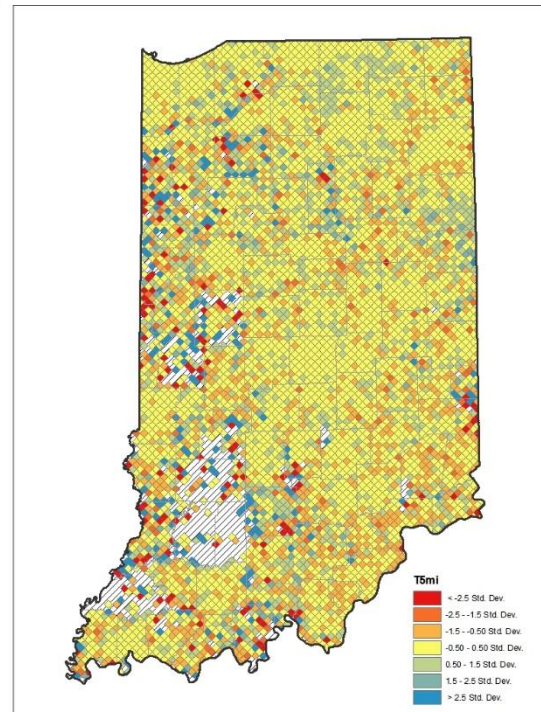 T5mi
< -2.5 Std. Dev.
-2.5 - -1.5 Std. Dev.
-1.5 - -0.50 Std. Dev.
-0.50 - 0.50 Std. Dev.
0.50 - 1.5 Std. Dev.
1.5 - 2.5 Std. Dev.
> 2.5 Std. Dev.